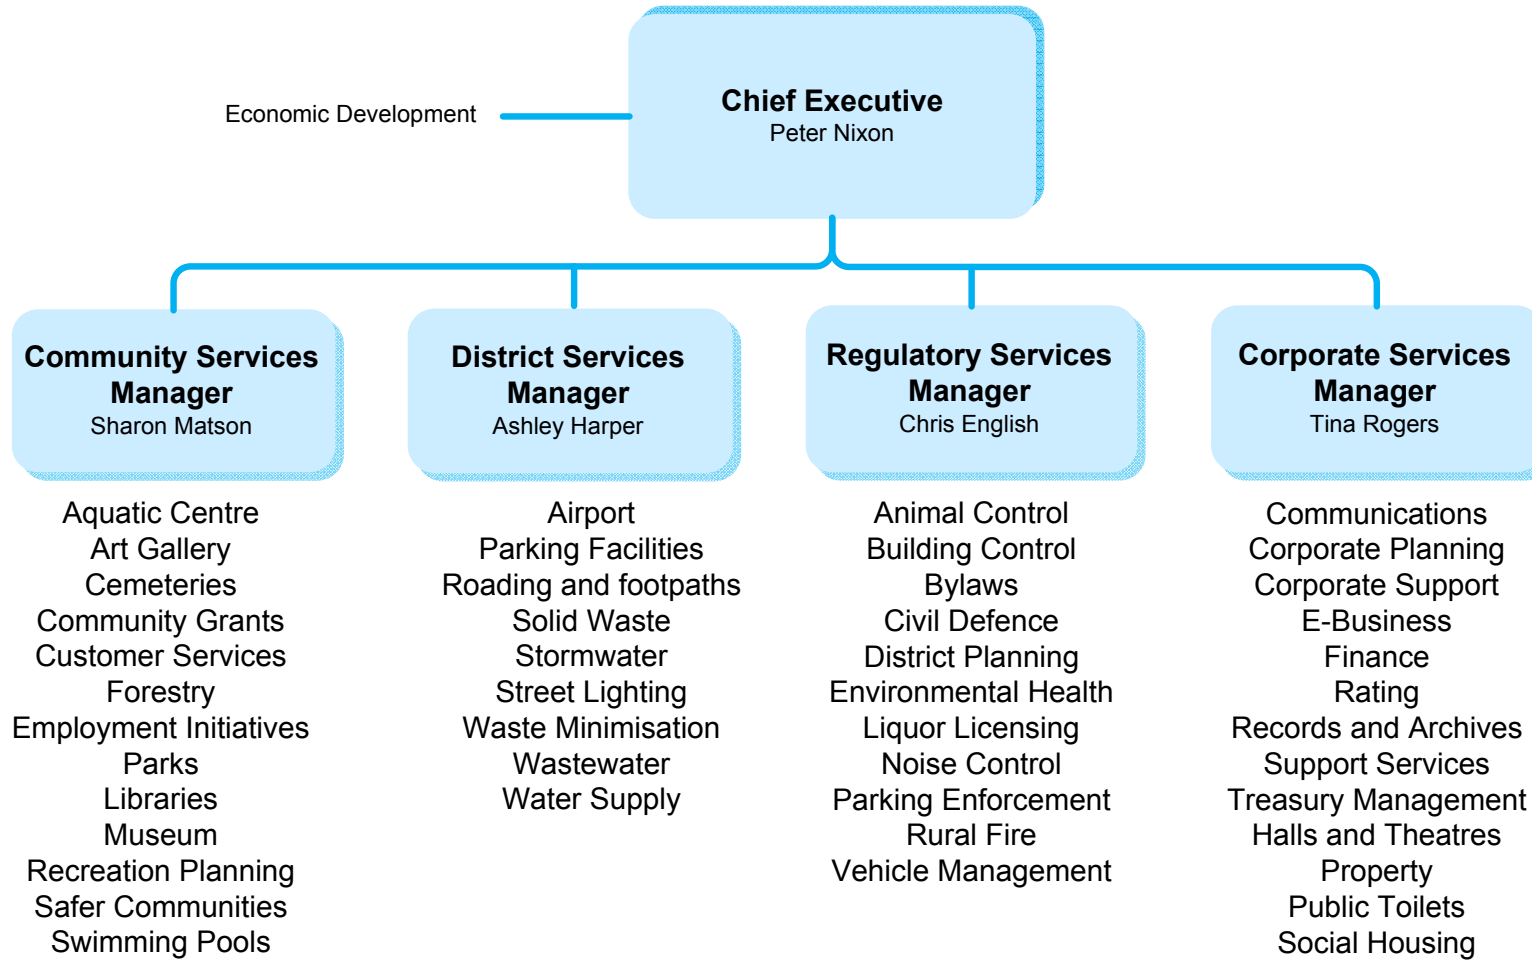 Chief Executive
Peter Nixon
Economic Development
Community Services
Manager
Sharon Matson
Aquatic Centre
Art Gallery
Cemeteries
Community Grants
Customer Services
Forestry
Employment Initiatives
Parks
Libraries
Museum
Recreation Planning
Safer Communities
Swimming Pools
District Services
Manager
Ashley Harper
Airport
Parking Facilities
Roading and footpaths
Solid Waste
Stormwater
Street Lighting
Waste Minimisation
Wastewater
Water Supply
Regulatory Services
Manager
Chris English
Animal Control
Building Control
Bylaws
Civil Defence
District Planning
Environmental Health
Liquor Licensing
Noise Control
Parking Enforcement
Rural Fire
Vehicle Management
Corporate Services
Manager
Tina Rogers
Communications
Corporate Planning
Corporate Support
E-Business
Finance
Rating
Records and Archives
Support Services
Treasury Management
Halls and Theatres
Property
Public Toilets
Social Housing